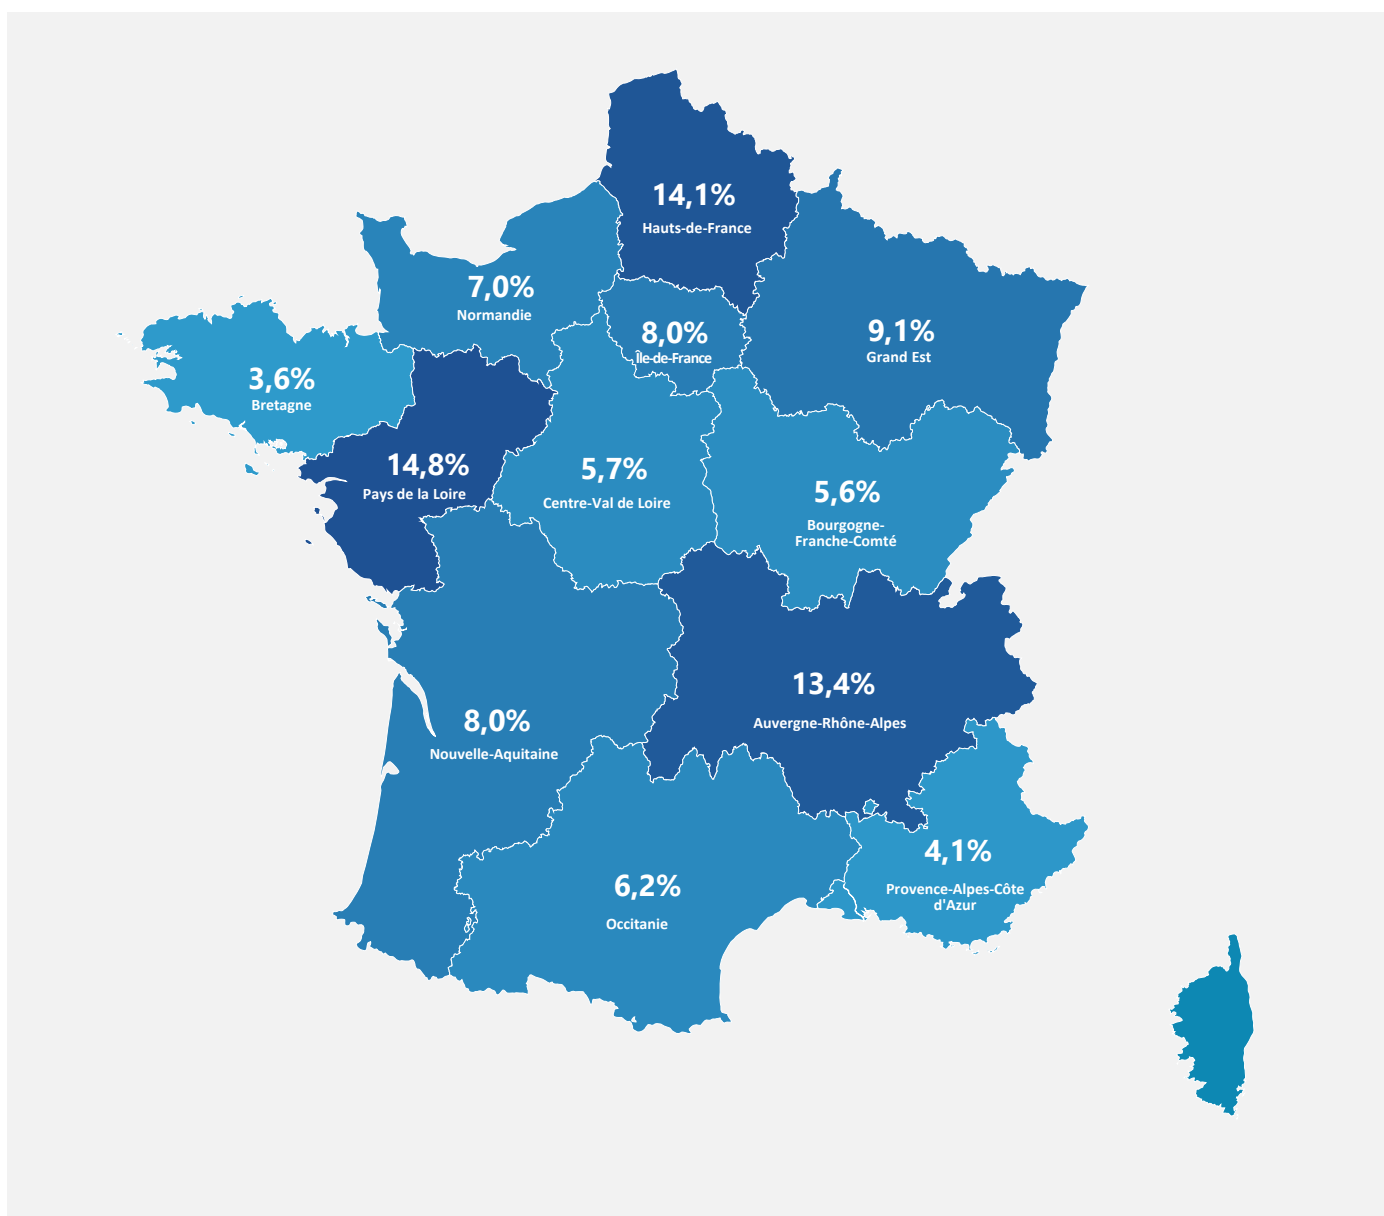 14,1%
Hauts-de-France
7,0%
Normandie
8,0%
Île-de-France
9,1%
Grand Est
3,6%
Bretagne
14,8%
Pays de la Loire
5,7%
Centre-Val de Loire
5,6%
Bourgogne-
Franche-Comté
13,4%
Auvergne-Rhône-Alpes
8,0%
Nouvelle-Aquitaine
4,1%
Provence-Alpes-Côte
d'Azur
6,2%
Occitanie